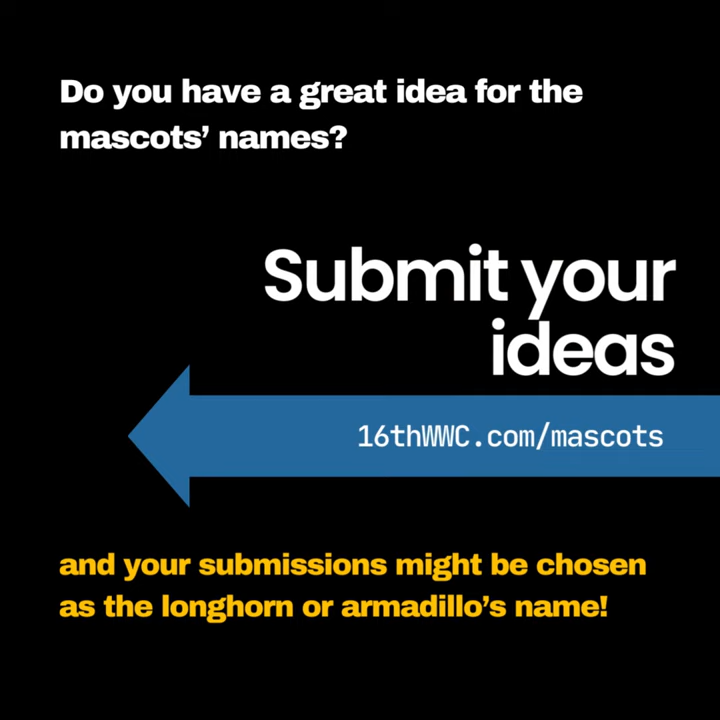 Do you have a great idea for the
mascots’ names?
Submit your
ideas
16thWWC.com/mascots
and your submissions might be chosen
as the longhorn or armadillo’s name!